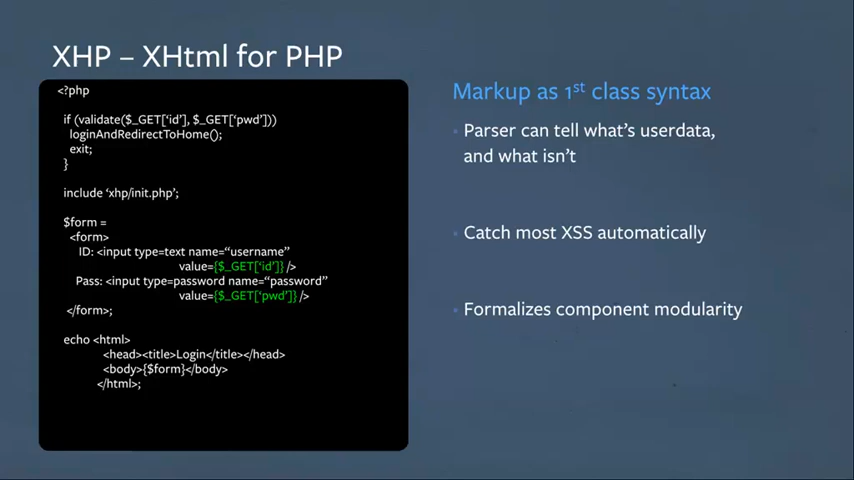 XHP – XHtml for PHP
<?php
if (validate($_GET[‘id’], $_GET[‘pwd’]))
loginAndRedirectToHome();
exit;
}
include ‘xhp/init.php’;
$form =
<form>
ID: <input type=text name=“username”
value={$_GET[‘id’]} />
Pass: <input type=password name=“password”
value={$_GET[‘pwd’]} />
</form>;
echo <html>
<head><title>Login</title></head>
<body>{$form}</body>
</html>;
Markup as 1st class syntax
• Parser can tell what’s userdata,
and what isn’t
• Catch most XSS automatically
• Formalizes component modularity